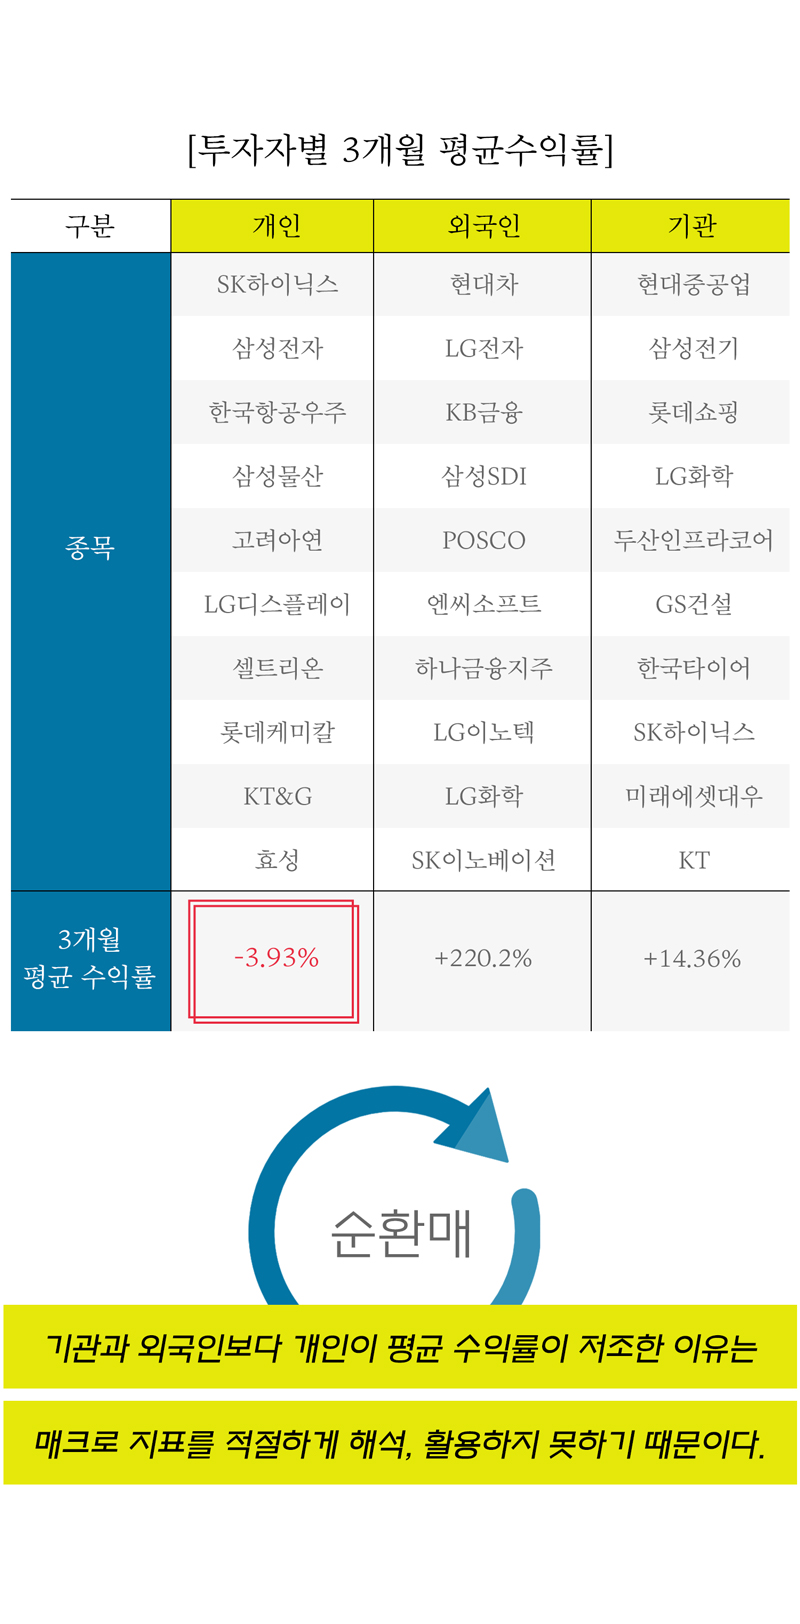 [투자자별 3개월 평균수익률]
구분 개인 외국인 기관
SK하이닉스 현대차 현대중공업
삼성전자 LG전자 삼성전기
한국항공우주 KB금융 롯데쇼핑
삼성물산 삼성SDI LG화학
종목 고려아연 POSCO 두산인프라코어
LG디스플레이 엔씨소프트 GS건설
셀트리온 하나금융지주 한국타이어
롯데케미칼 LG이노텍 SK하이닉스
KT&G LG화학 미래에셋대우
효성 SK이노베이션 KT
3개월
평균 수익률 -3.93% +220.2% +14.36%
순환매
기관과 외국인보다 개인이 평균 수익률이 저조한 이유는
매크로 지표를 적절하게 해석, 활용하지 못하기 때문이다.